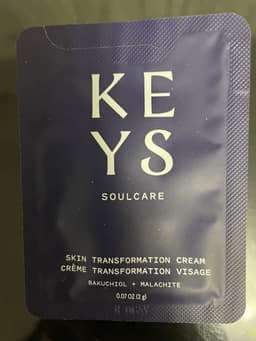 KE
YS
SOULCARE
SKIN TRANSFORMATION CREAM
CRÈME TRANSFORMATION VISAGE
BAKUCHIOL + MALACHITE
0.07 OZ (2 g)